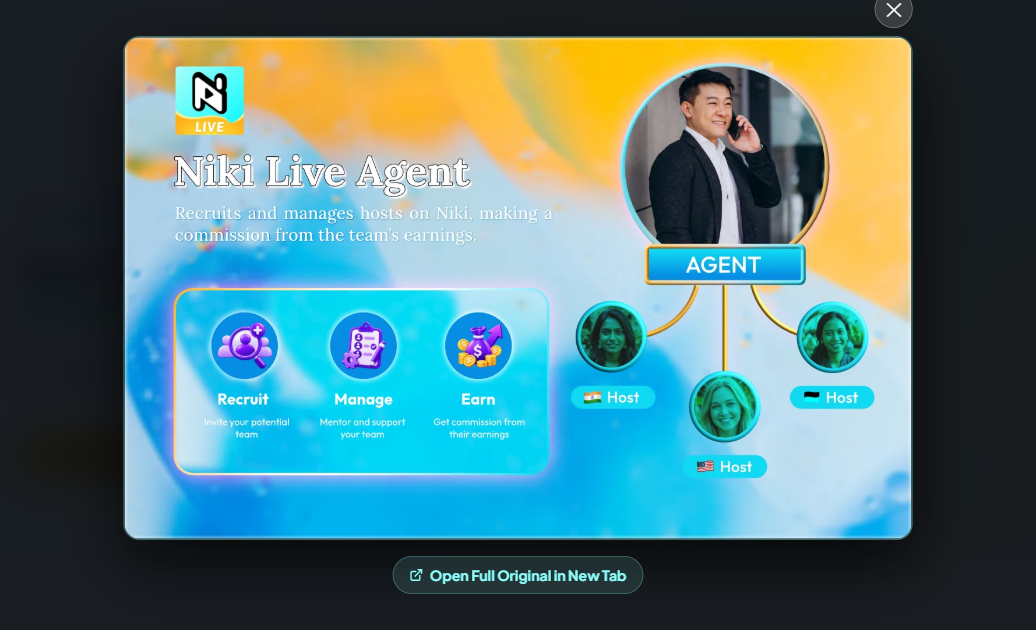 LIVE
Niki Live Agent
Recruits and manages hosts on Niki, making a
commission from the team's earnings.
Recruit
Invite your potential
team
Manage
Mentor and support
your team
Earn
Get commission from
their earnings
AGENT
Host
Host
Host
Open Full Original in New Tab